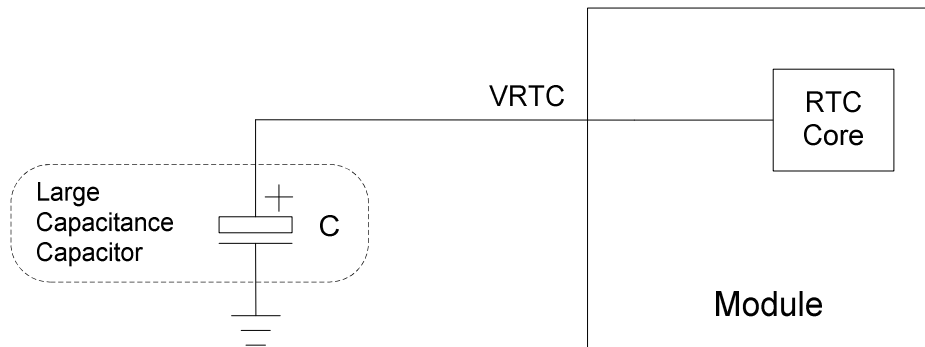 VRTC
RTC
Core
Large
Capacitance
Capacitor
+
C
Module